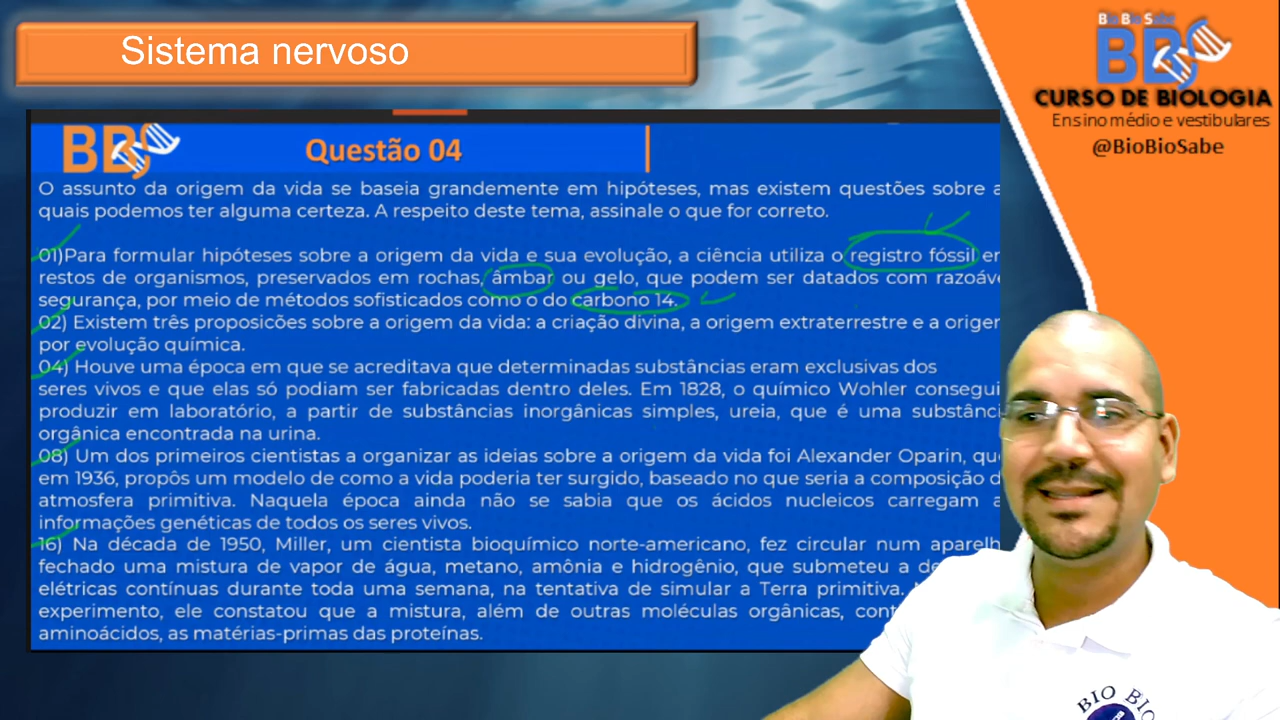 Sistema nervoso
Bio Bio Sabe
BBS
CURSO DE BIOLOGIA
Ensino médio e vestibulares
@BioBioSabe
BBS
Questão 04
O assunto da origem da vida se baseia grandemente em hipóteses, mas existem questões sobre a
quais podemos ter alguma certeza. A respeito deste tema, assinale o que for correto.
01)Para formular hipóteses sobre a origem da vida e sua evolução, a ciência utiliza o registro fóssil
restos de organismos, preservados em rochas, âmbar ou gelo, que podem ser datados com
segurança, por meio de métodos sofisticados como o do carbono 14.
02) Existem três proposicões sobre a origem da vida: a criação divina, a origem extraterrestre e a
por evolução química.
04) Houve uma época em que se acreditava que determinadas substâncias eram exclusivas dos
seres vivos e que elas só podiam ser fabricadas dentro deles. Em 1828, o químico Wohler
produzir em laboratório, a partir de substâncias inorgânicas simples, ureia, que é uma
orgânica encontrada na urina.
08) Um dos primeiros cientistas a organizar as ideias sobre a origem da vida foi Alexander Oparin,
em 1936, propôs um modelo de como a vida poderia ter surgido, baseado no que seria a composição
atmosfera primitiva. Naquela época ainda não se sabia que os ácidos nucleicos carregam
informações genéticas de todos os seres vivos.
16) Na década de 1950, Miller, um cientista bioquímico norte-americano, fez circular num
fechado uma mistura de vapor de água, metano, amônia e hidrogênio, que submeteu a
elétricas contínuas durante toda uma semana, na tentativa de simular a Terra primitiva.
experimento, ele constatou que a mistura, além de outras moléculas orgânicas,
aminoácidos, as matérias-primas das proteínas.
BIO BIO